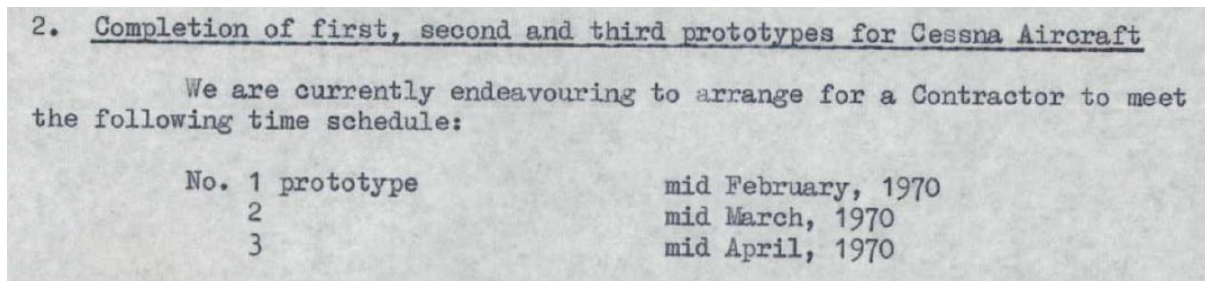 2. Completion of first, second and third prototypes for Cessna Aircraft
We are currently endeavouring to arrange for a Contractor to meet
the following time schedule:
No. 1 prototype mid February, 1970
2 mid March, 1970
3 mid April, 1970